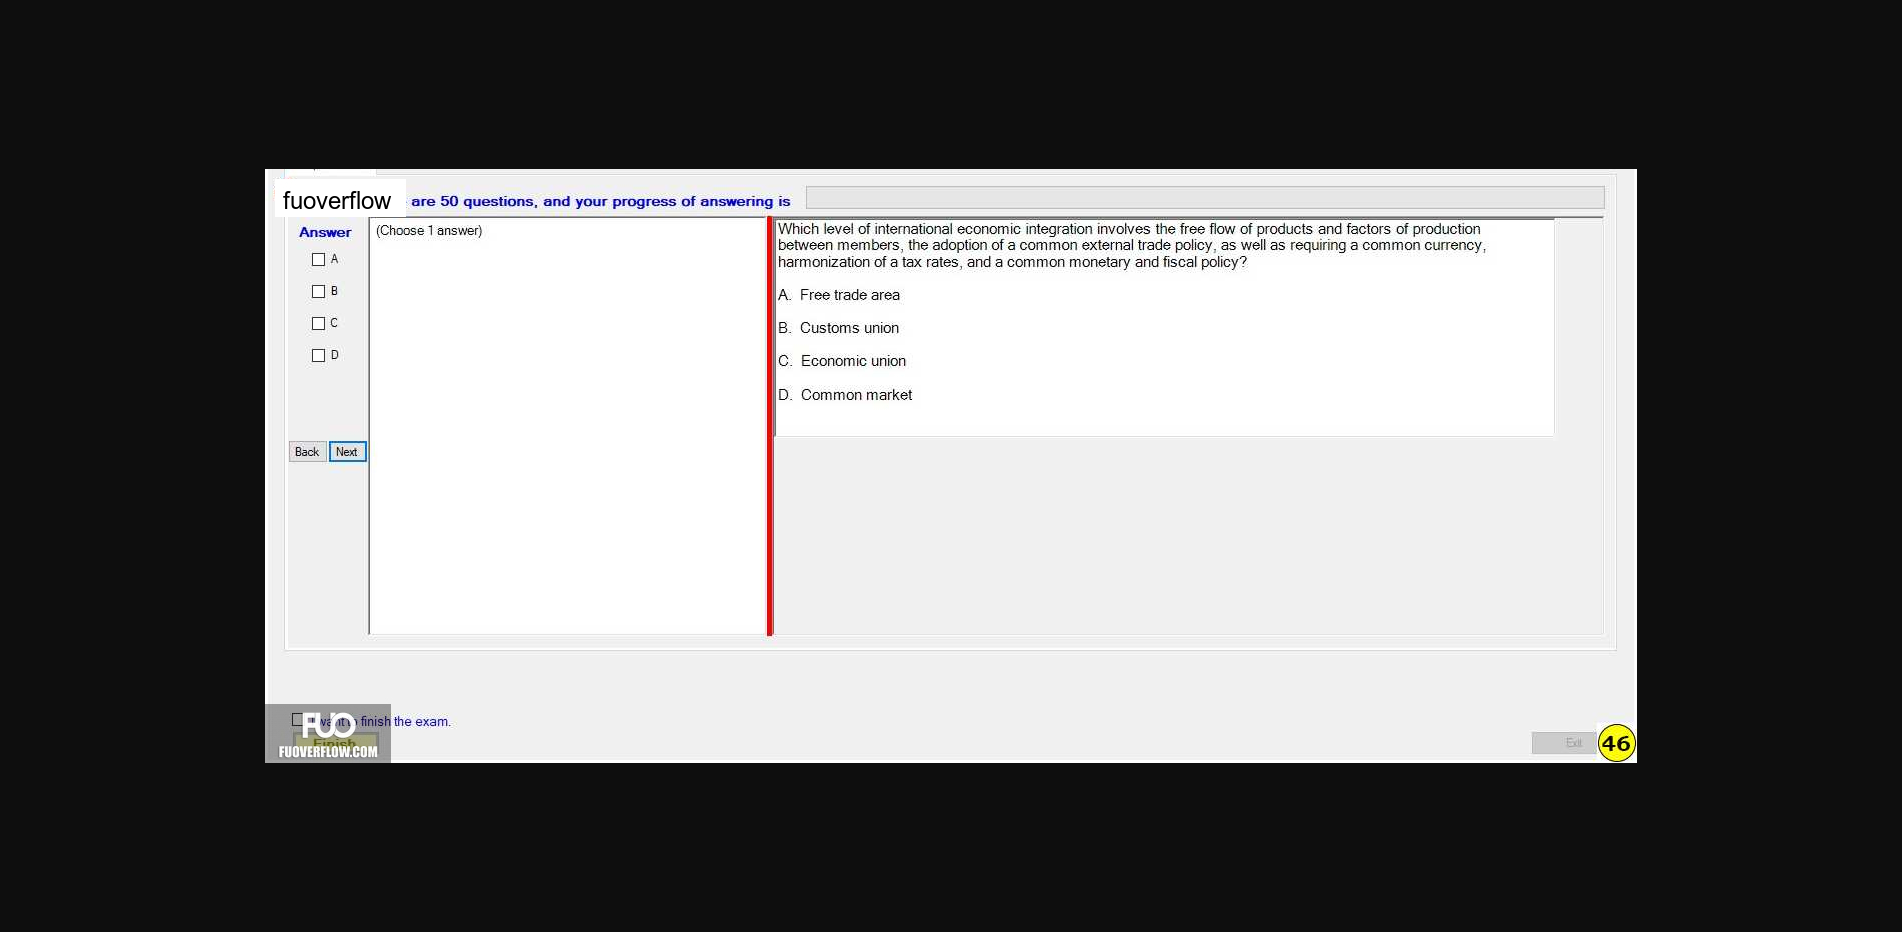 fuoverflow are 50 questions, and your progress of answering is
Answer
A
B
C
D
Back Next
(Choose 1 answer)
Which level of international economic integration involves the free flow of products and factors of production
between members, the adoption of a common external trade policy, as well as requiring a common currency,
harmonization of a tax rates, and a common monetary and fiscal policy?
A. Free trade area
B. Customs union
C. Economic union
D. Common market
I want to finish the exam.
Finish
FUO
FUOVERFLOW.COM
Exit
46